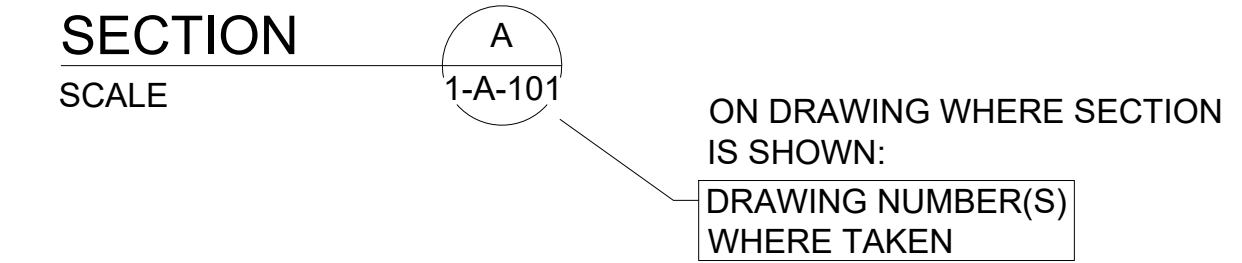 SECTION
A
SCALE
1-A-101
ON DRAWING WHERE SECTION
IS SHOWN:
DRAWING NUMBER(S)
WHERE TAKEN